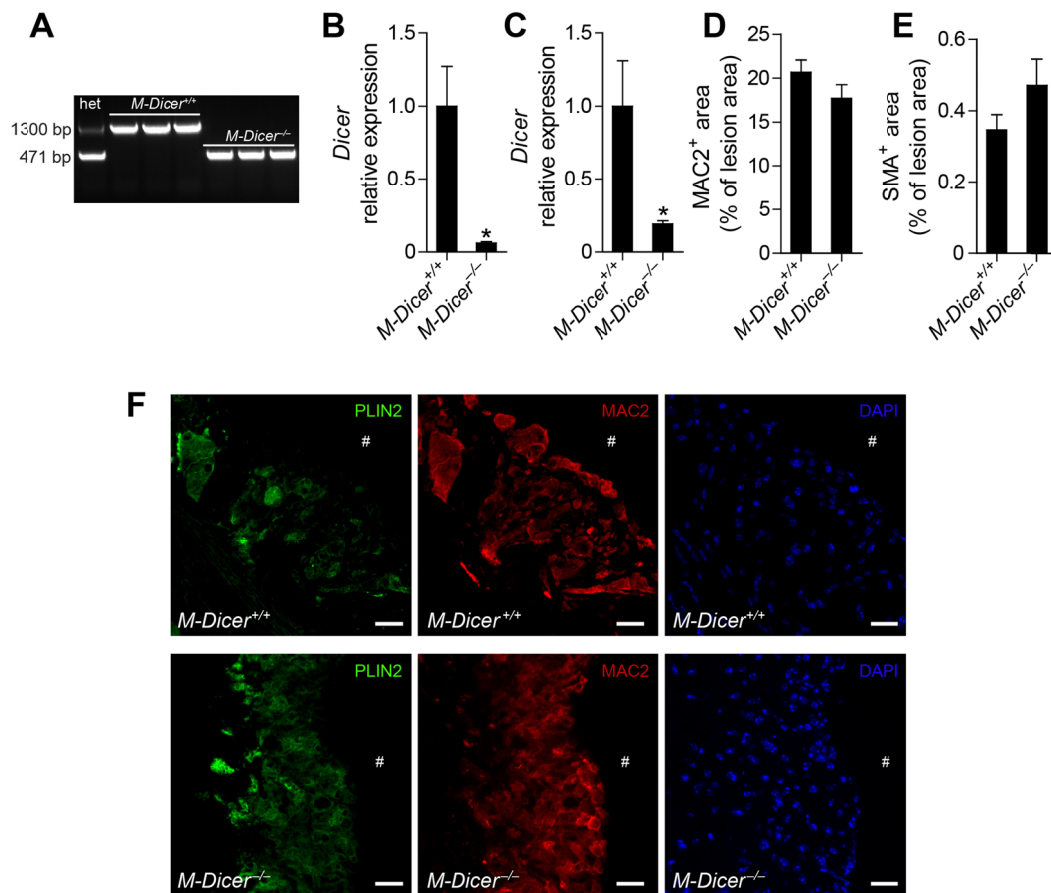 A
het
M-Dicer+/+
M-Dicer–/–
1300 bp
471 bp
B
Dicer
relative expression
1.5
1.0
0.5
0
*
M-Dicer+/+
M-Dicer–/–
C
Dicer
relative expression
1.5
1.0
0.5
0
*
M-Dicer+/+
M-Dicer–/–
D
MAC2+ area
(% of lesion area)
25
20
15
10
5
0
M-Dicer+/+
M-Dicer–/–
E
SMA+ area
(% of lesion area)
0.6
0.4
0.2
0
M-Dicer+/+
M-Dicer–/–
F
PLIN2
#
M-Dicer+/+
MAC2
#
M-Dicer+/+
DAPI
#
M-Dicer+/+
PLIN2
#
M-Dicer–/–
MAC2
#
M-Dicer–/–
DAPI
#
M-Dicer–/–